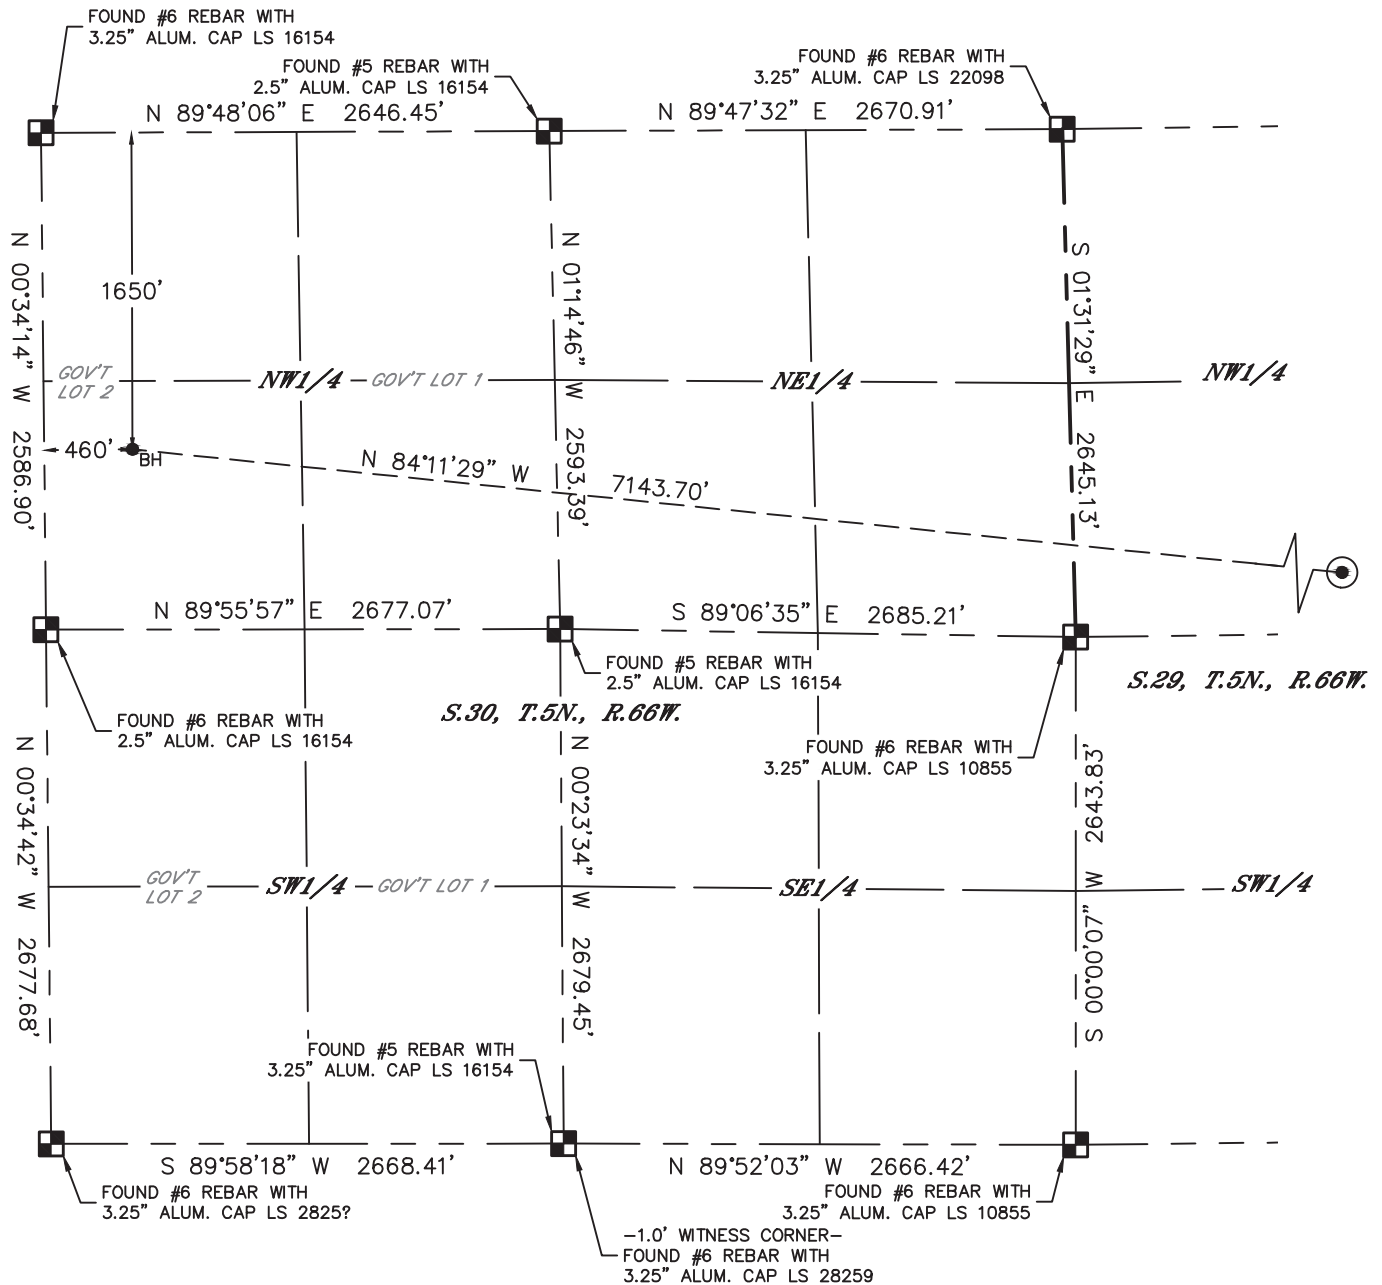 FOUND #6 REBAR WITH
3.25" ALUM. CAP LS 16154
FOUND #5 REBAR WITH
2.5" ALUM. CAP LS 16154
FOUND #6 REBAR WITH
3.25" ALUM. CAP LS 22098
N 89°48'06" E 2646.45'
N 89°47'32" E 2670.91'
N 00°34'14" W 2586.90'
1650'
N 01°14'46" W 2593.39'
S 01°31'29" E 2645.13'
GOV'T
LOT 2
NW1/4
GOV'T LOT 1
NE1/4
NW1/4
460'
BH
N 84°11'29" W 7143.70'
N 89°55'57" E 2677.07'
S 89°06'35" E 2685.21'
FOUND #5 REBAR WITH
2.5" ALUM. CAP LS 16154
S.29, T.5N., R.66W.
S.30, T.5N., R.66W.
FOUND #6 REBAR WITH
2.5" ALUM. CAP LS 16154
FOUND #6 REBAR WITH
3.25" ALUM. CAP LS 10855
N 00°34'42" W 2677.68'
N 00°23'34" W 2679.45'
S 00°00'07" W 2643.83'
GOV'T
LOT 2
SW1/4
GOV'T LOT 1
SE1/4
SW1/4
FOUND #5 REBAR WITH
3.25" ALUM. CAP LS 16154
S 89°58'18" W 2668.41'
N 89°52'03" W 2666.42'
FOUND #6 REBAR WITH
3.25" ALUM. CAP LS 2825?
FOUND #6 REBAR WITH
3.25" ALUM. CAP LS 10855
-1.0' WITNESS CORNER-
FOUND #6 REBAR WITH
3.25" ALUM. CAP LS 28259